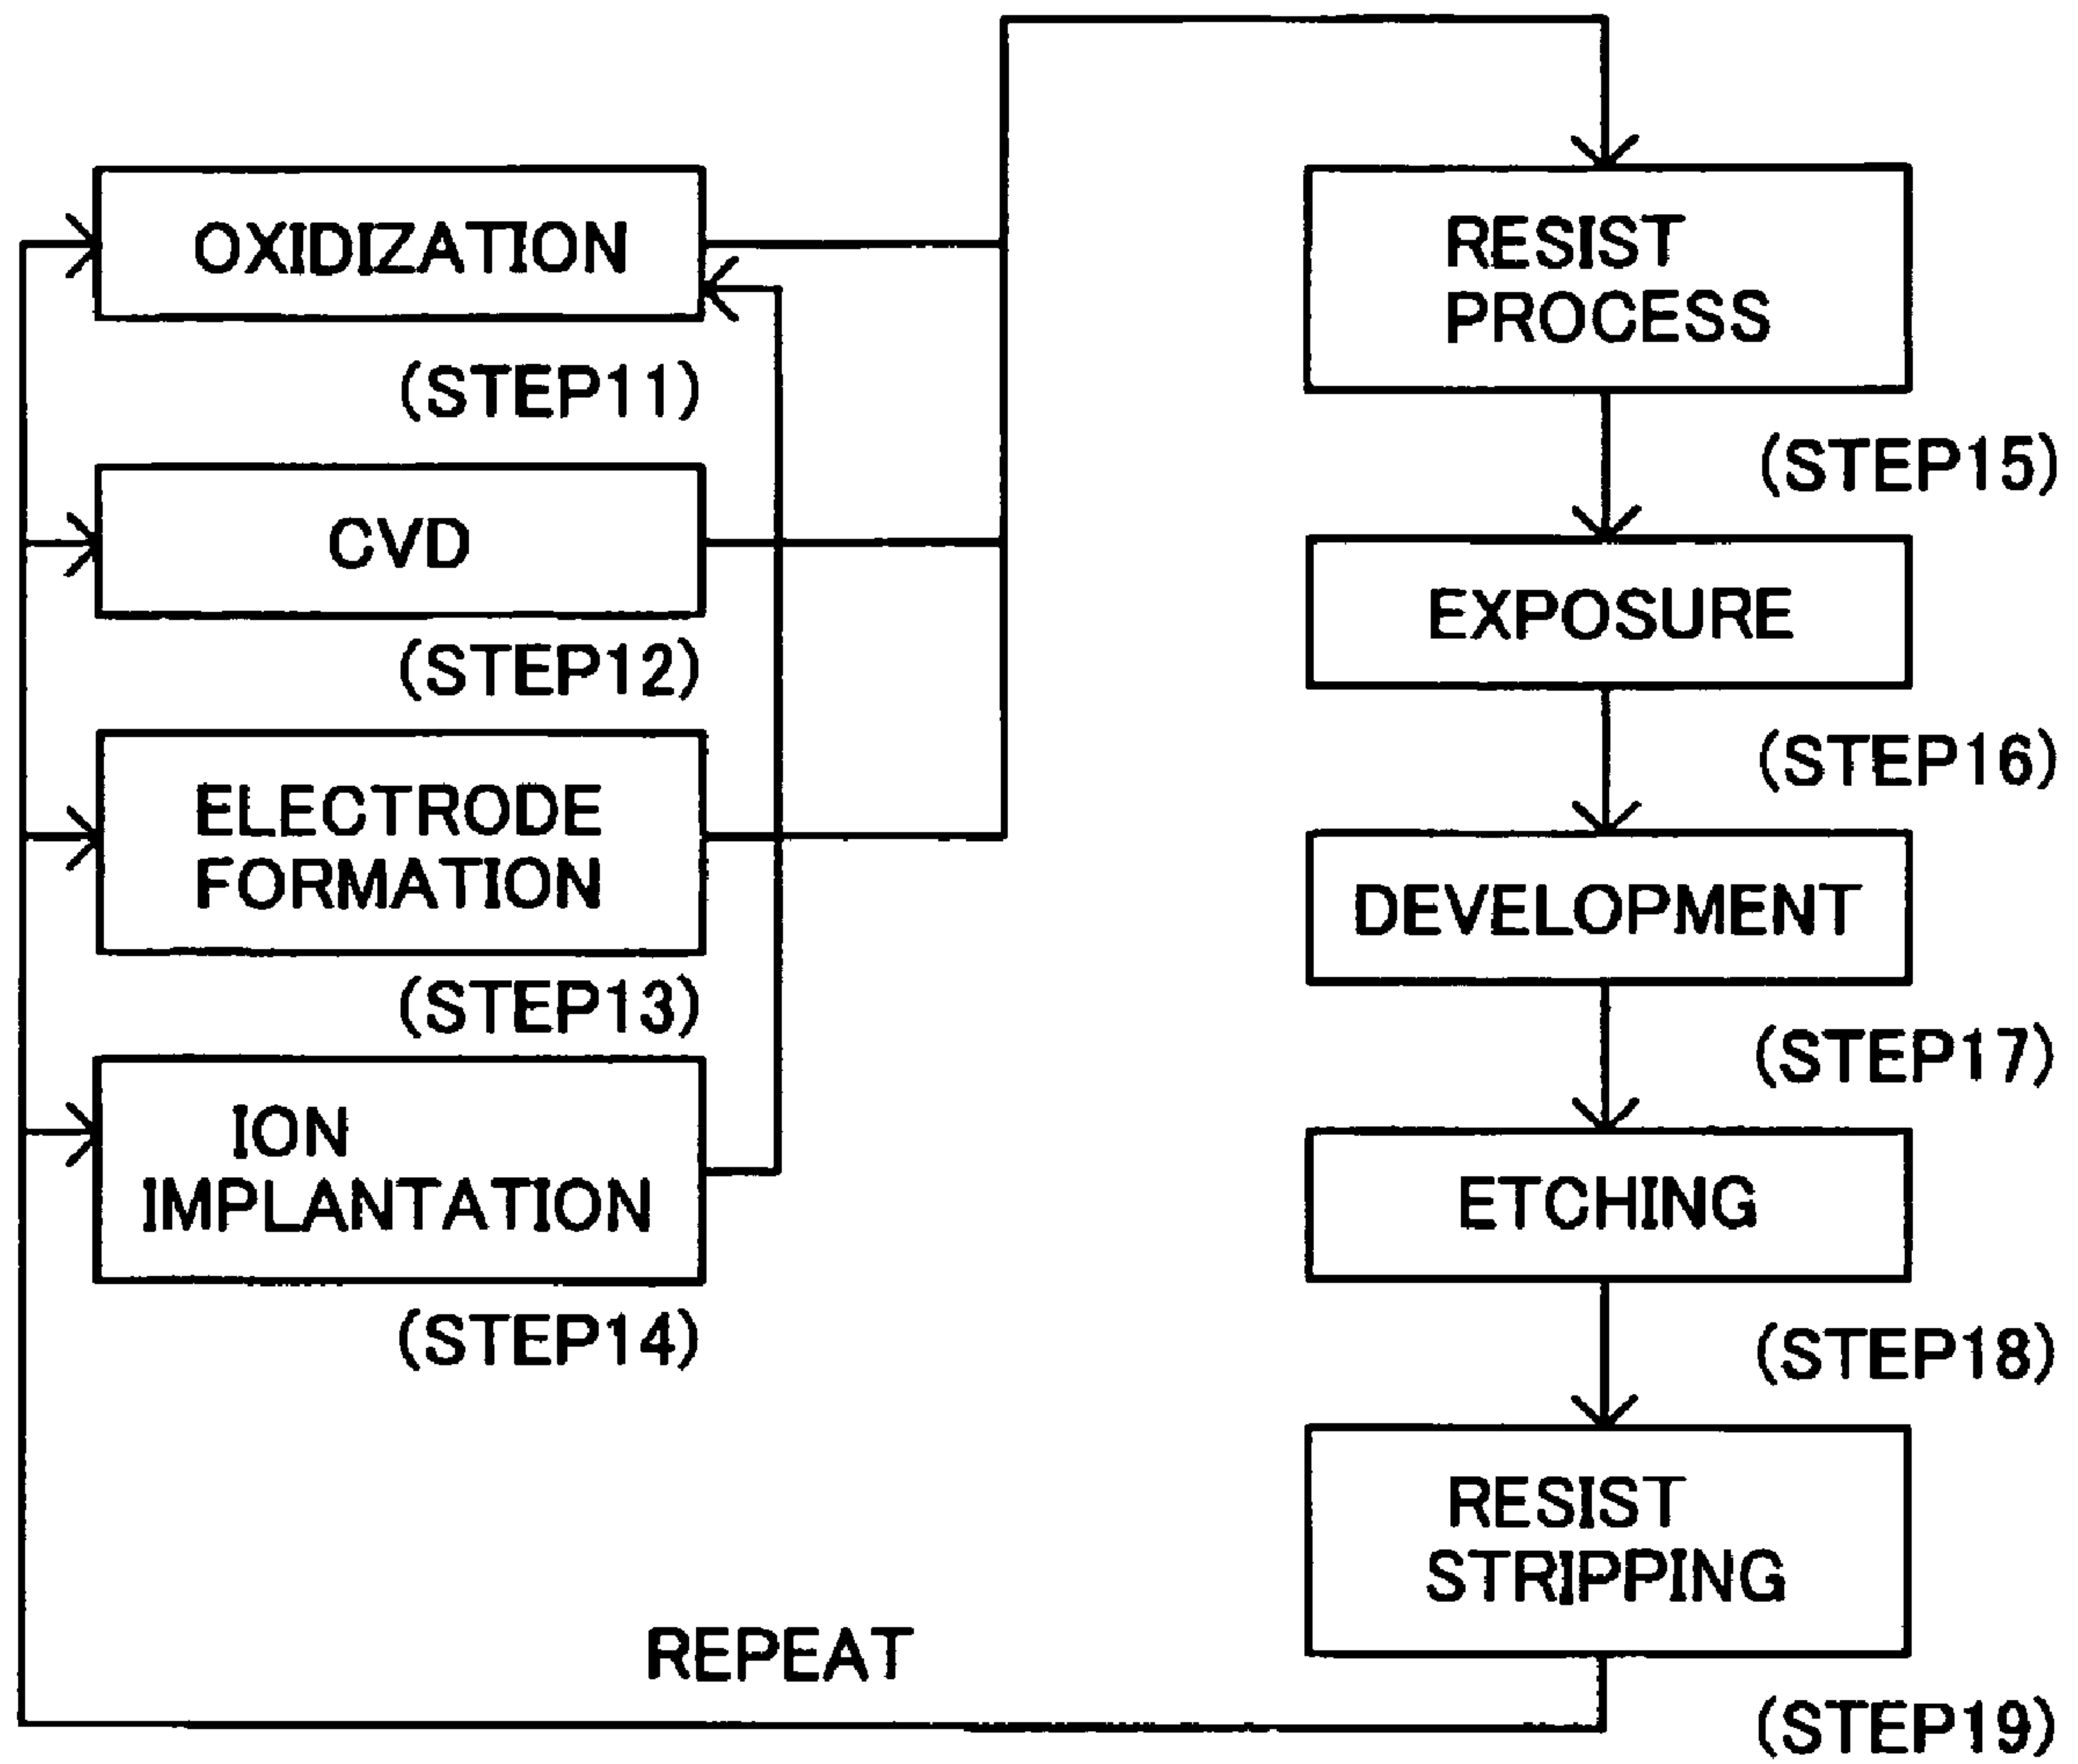 OXIDIZATION
(STEP11)
CVD
(STEP12)
ELECTRODE
FORMATION
(STEP13)
ION
IMPLANTATION
(STEP14)
RESIST
PROCESS
(STEP15)
EXPOSURE
(STEP16)
DEVELOPMENT
(STEP17)
ETCHING
(STEP18)
RESIST
STRIPPING
(STEP19)
REPEAT